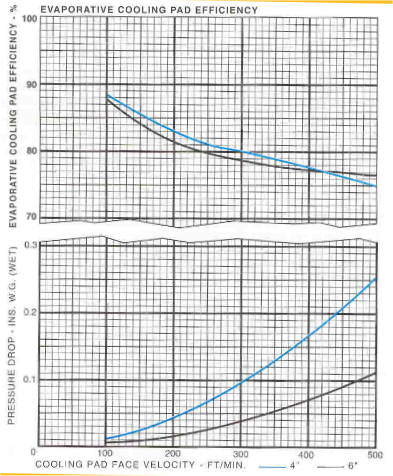 EVAPORATIVE COOLING PAD EFFICIENCY
EVAPORATIVE COOLING PAD EFFICIENCY - %
100
90
80
70
PRESSURE DROP - INS. W.G. (WET)
0.3
0.2
0.1
0 100 200 300 400 500
COOLING PAD FACE VELOCITY - FT/MIN. 4" 6"